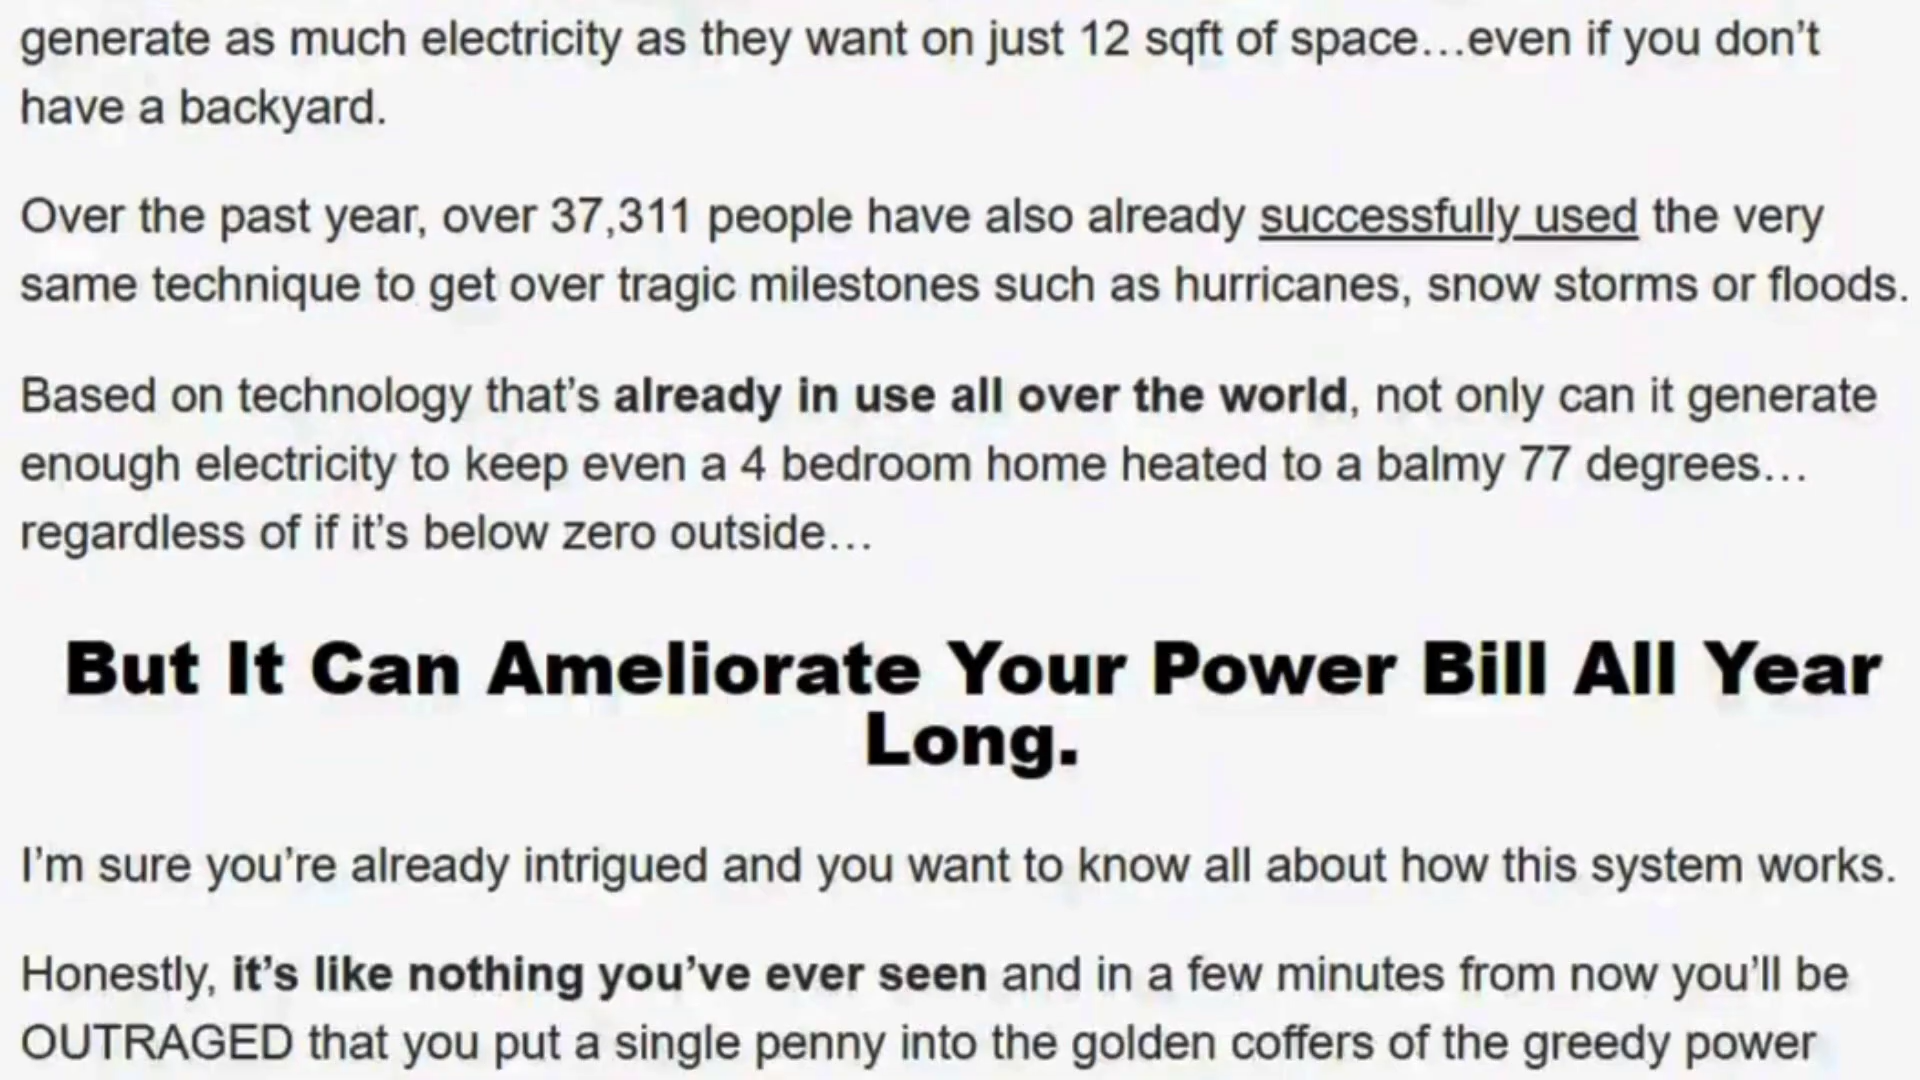 generate as much electricity as they want on just 12 sqft of space…even if you don’t
have a backyard.
Over the past year, over 37,311 people have also already successfully used the very
same technique to get over tragic milestones such as hurricanes, snow storms or floods.
Based on technology that’s already in use all over the world, not only can it generate
enough electricity to keep even a 4 bedroom home heated to a balmy 77 degrees…
regardless of if it’s below zero outside…
But It Can Ameliorate Your Power Bill All Year
Long.
I’m sure you’re already intrigued and you want to know all about how this system works.
Honestly, it’s like nothing you’ve ever seen and in a few minutes from now you’ll be
OUTRAGED that you put a single penny into the golden coffers of the greedy power